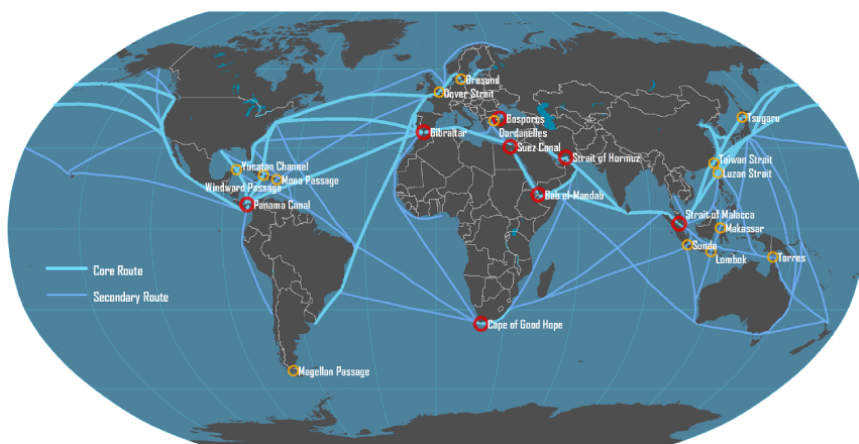 Oresund
Dover Strait
Bosporos
Dardanelles
Tsugaru
Gibraltar
Suez Canal
Strait of Hormuz
Taiwan Strait
Luzon Strait
Yucatan Channel
Mona Passage
Windward Passage
Bab el-Mandab
Panama Canal
Strait of Malacca
Makassar
Sunda
Lombok
Torres
Core Route
Secondary Route
Cape of Good Hope
Magellan Passage